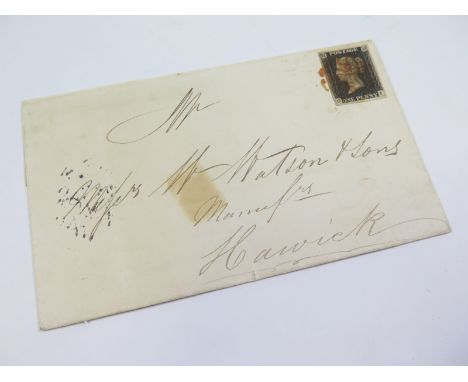 POSTAGE
ONE PENNY
Mr
Messrs W Watson & Sons
Manufrs
Hawick